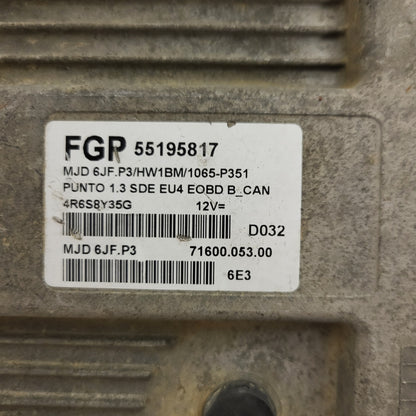 FGP 55195817
MJD 6JF.P3/HW1BM/1065-P351
PUNTO 1.3 SDE EU4 EOBD B_CAN
4R6S8Y35G 12V=
D032
MJD 6JF.P3 71600.053.00
6E3